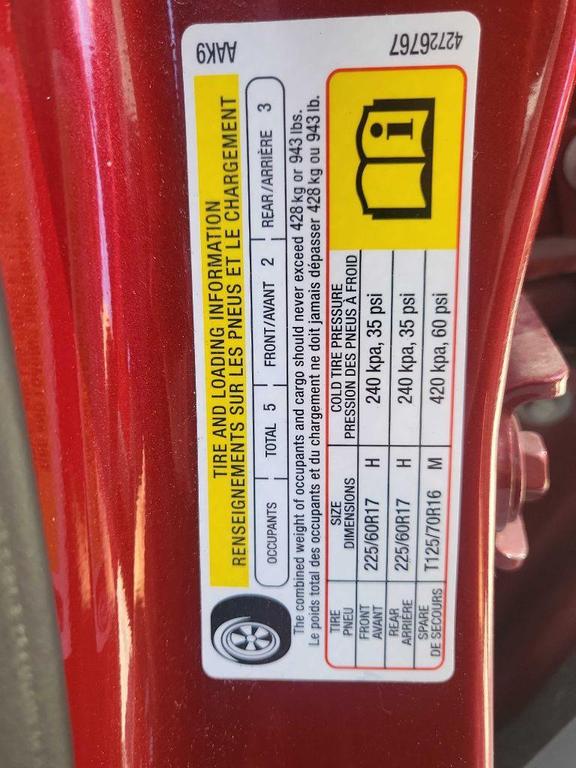 TIRE AND LOADING INFORMATION
RENSEIGNEMENTS SUR LES PNEUS ET LE CHARGEMENT
OCCUPANTS TOTAL 5 FRONT/AVANT 2 REAR/ARRIÈRE 3
The combined weight of occupants and cargo should never exceed 428 kg or 943 lbs.
Le poids total des occupants et du chargement ne doit jamais dépasser 428 kg ou 943 lb.
TIRE SIZE COLD TIRE PRESSURE
PNEU DIMENSIONS PRESSION DES PNEUS À FROID
FRONT
AVANT 225/60R17 H 240 kpa, 35 psi
REAR
ARRIÈRE 225/60R17 H 240 kpa, 35 psi
SPARE
DE SECOURS T125/70R16 M 420 kpa, 60 psi
AAK9
42726767